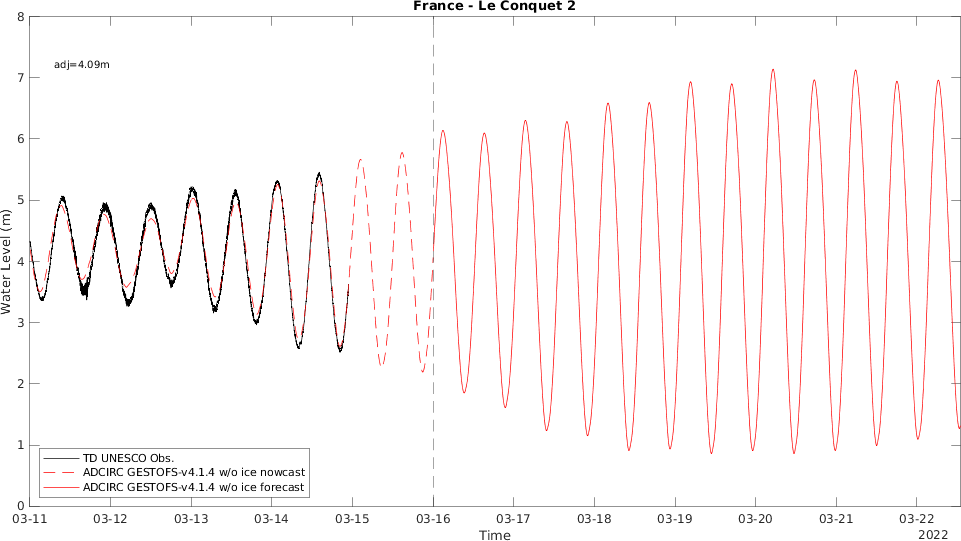 France - Le Conquet 2
8
7
6
5
4
3
2
1
0
Water Level (m)
adj=4.09m
TD UNESCO Obs.
ADCIRC GESTOFS-v4.1.4 w/o ice nowcast
ADCIRC GESTOFS-v4.1.4 w/o ice forecast
03-11 03-12 03-13 03-14 03-15 03-16 03-17 03-18 03-19 03-20 03-21 03-22
Time
2022